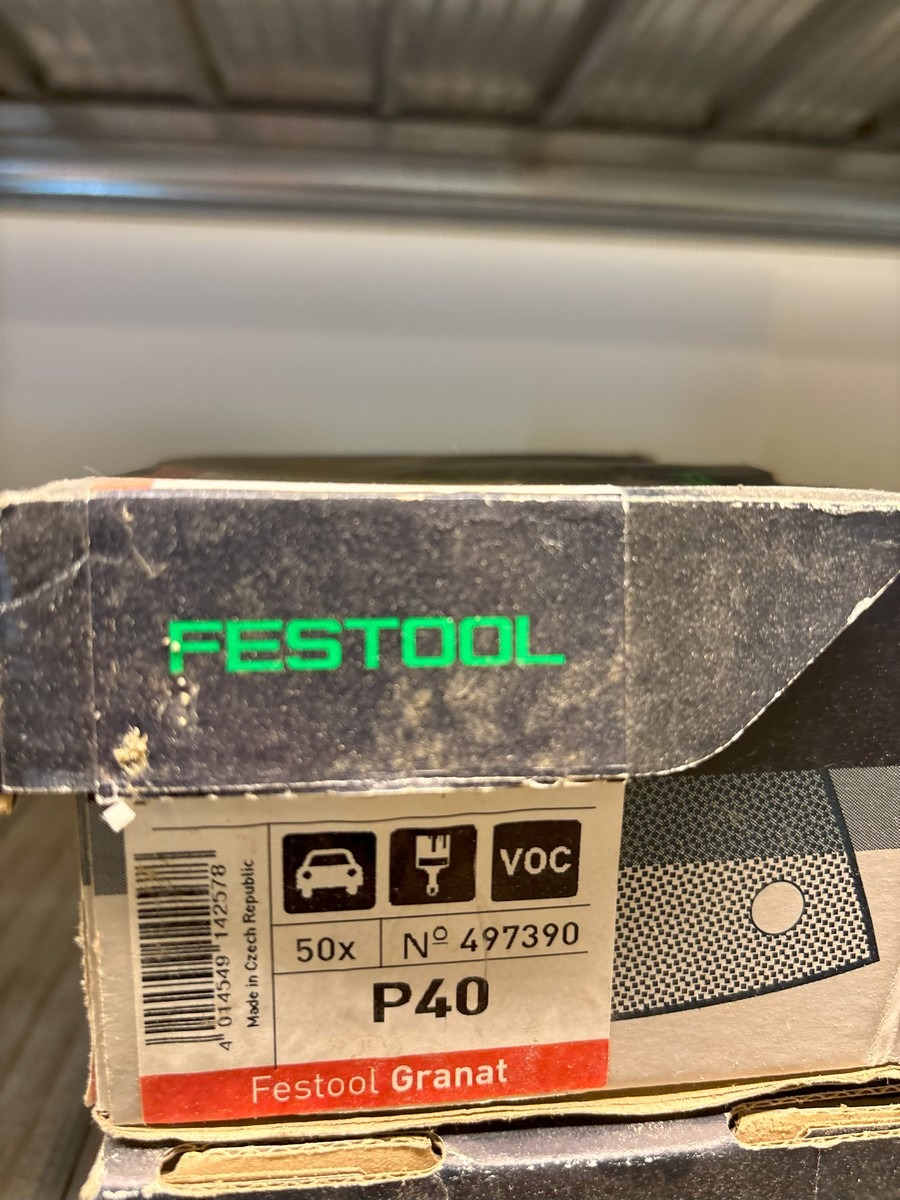 FESTOOL
VOC
4 014549 142578
Made in Czech Republic
50x
Nº 497390
P40
Festool Granat